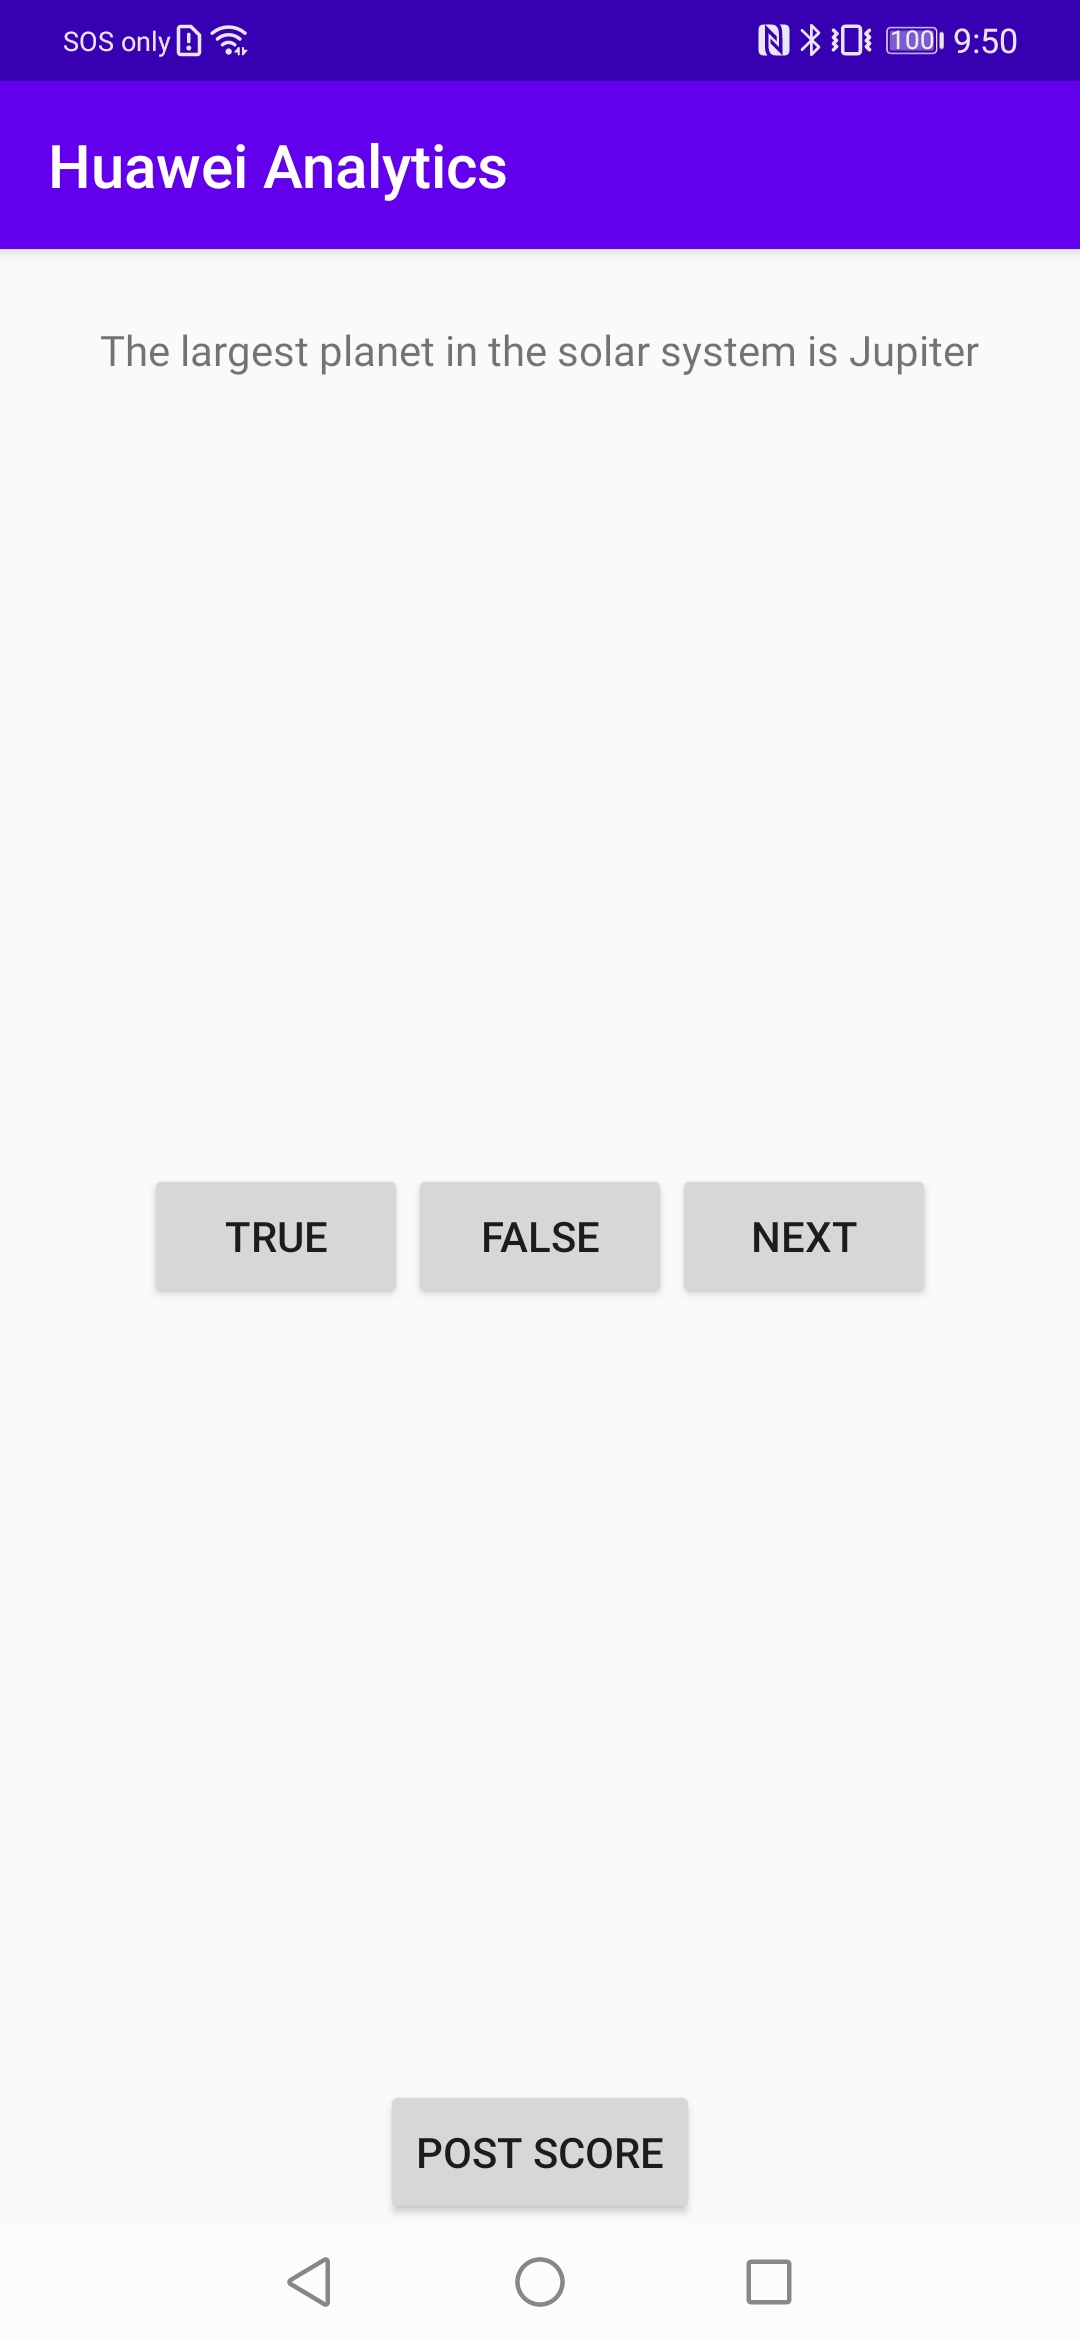 SOS only 100 9:50
Huawei Analytics
The largest planet in the solar system is Jupiter
TRUE FALSE NEXT
POST SCORE